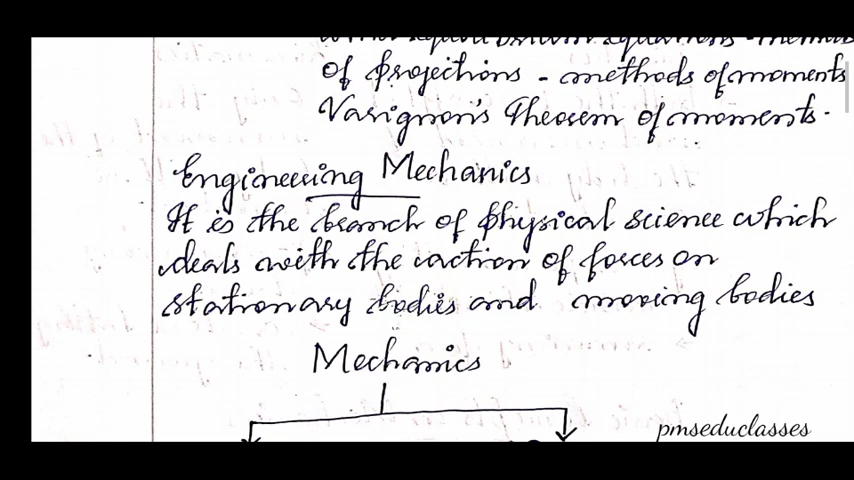 of projections - methods of moments
Varignon's Theorem of moments.
Engineering Mechanics
It is the branch of physical science which
deals with the action of forces on
stationary bodies and moving bodies
Mechanics
pmseduclasses